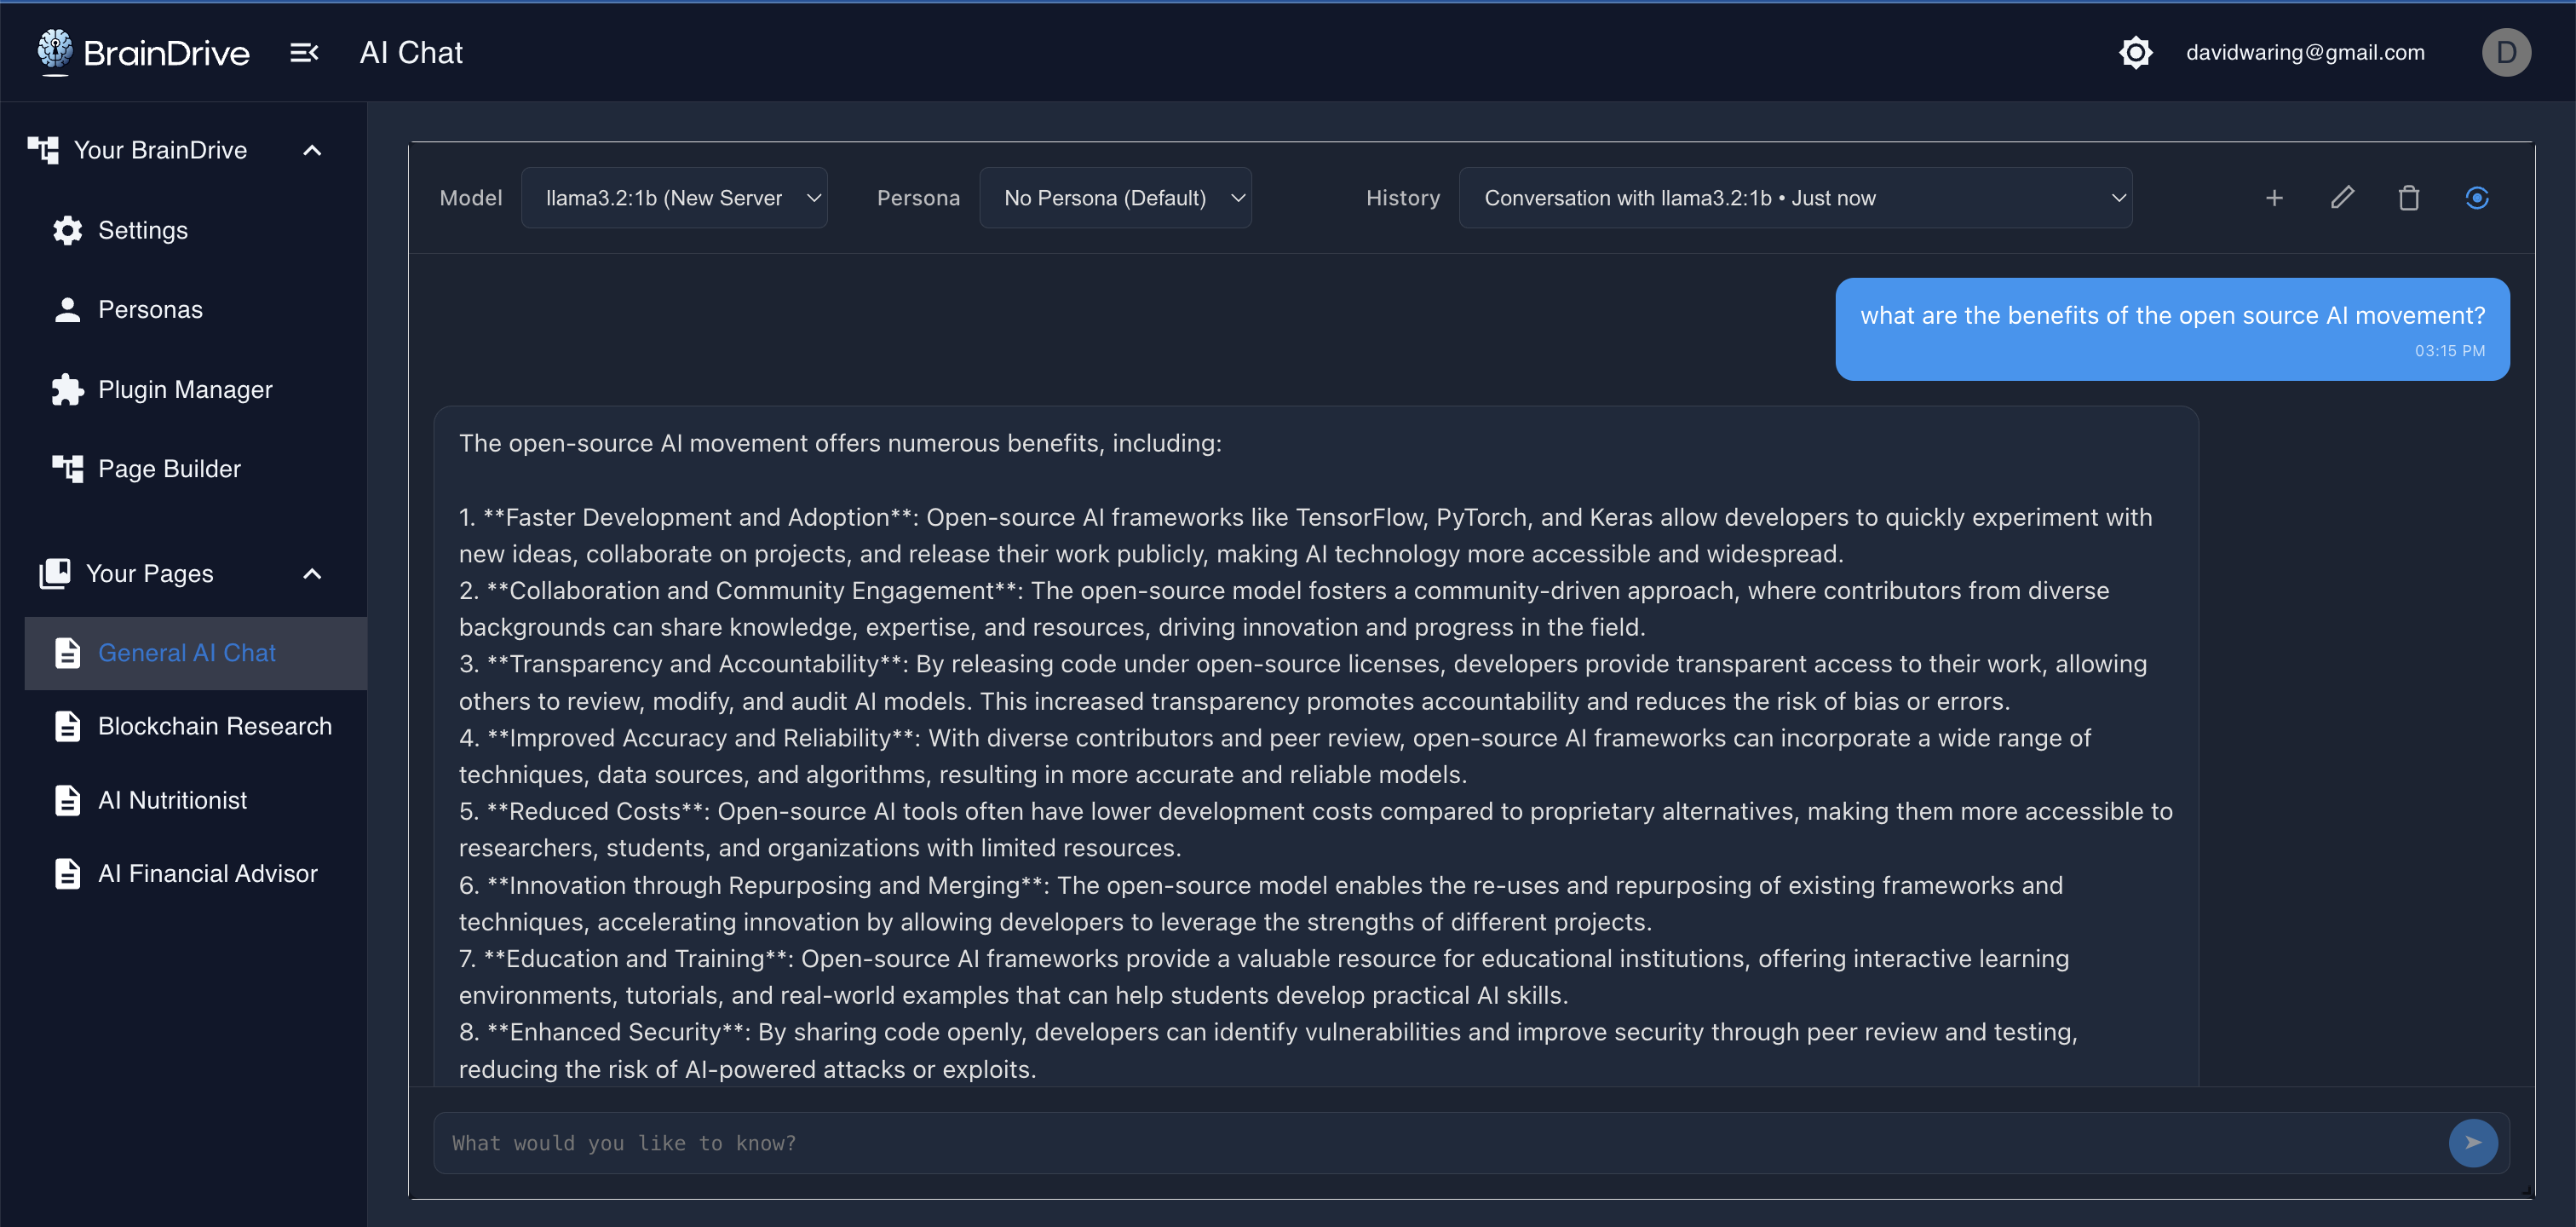 BrainDrive
AI Chat
davidwaring@gmail.com
D
Your BrainDrive
Settings
Personas
Plugin Manager
Page Builder
Your Pages
General AI Chat
Blockchain Research
AI Nutritionist
AI Financial Advisor
Model
llama3.2:1b (New Server
Persona
No Persona (Default)
History
Conversation with llama3.2:1b • Just now
what are the benefits of the open source AI movement?
03:15 PM
The open-source AI movement offers numerous benefits, including:
1. **Faster Development and Adoption**: Open-source AI frameworks like TensorFlow, PyTorch, and Keras allow developers to quickly experiment with
new ideas, collaborate on projects, and release their work publicly, making AI technology more accessible and widespread.
2. **Collaboration and Community Engagement**: The open-source model fosters a community-driven approach, where contributors from diverse
backgrounds can share knowledge, expertise, and resources, driving innovation and progress in the field.
3. **Transparency and Accountability**: By releasing code under open-source licenses, developers provide transparent access to their work, allowing
others to review, modify, and audit AI models. This increased transparency promotes accountability and reduces the risk of bias or errors.
4. **Improved Accuracy and Reliability**: With diverse contributors and peer review, open-source AI frameworks can incorporate a wide range of
techniques, data sources, and algorithms, resulting in more accurate and reliable models.
5. **Reduced Costs**: Open-source AI tools often have lower development costs compared to proprietary alternatives, making them more accessible to
researchers, students, and organizations with limited resources.
6. **Innovation through Repurposing and Merging**: The open-source model enables the re-uses and repurposing of existing frameworks and
techniques, accelerating innovation by allowing developers to leverage the strengths of different projects.
7. **Education and Training**: Open-source AI frameworks provide a valuable resource for educational institutions, offering interactive learning
environments, tutorials, and real-world examples that can help students develop practical AI skills.
8. **Enhanced Security**: By sharing code openly, developers can identify vulnerabilities and improve security through peer review and testing,
reducing the risk of AI-powered attacks or exploits.
What would you like to know?